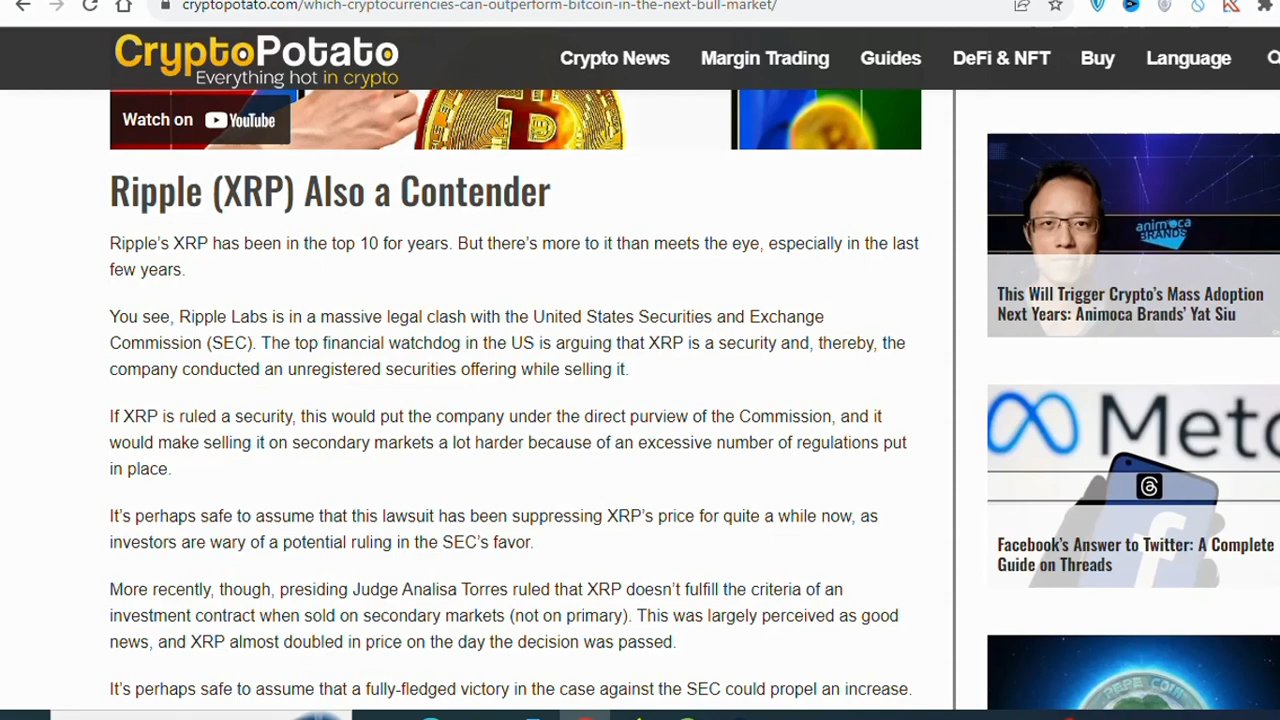 cryptopotato.com/which-cryptocurrencies-can-outperform-bitcoin-in-the-next-bull-market/
CryptoPotato
Everything hot in crypto
Crypto News Margin Trading Guides DeFi & NFT Buy Language
Watch on YouTube
Ripple (XRP) Also a Contender
Ripple’s XRP has been in the top 10 for years. But there’s more to it than meets the eye, especially in the last
few years.
You see, Ripple Labs is in a massive legal clash with the United States Securities and Exchange
Commission (SEC). The top financial watchdog in the US is arguing that XRP is a security and, thereby, the
company conducted an unregistered securities offering while selling it.
If XRP is ruled a security, this would put the company under the direct purview of the Commission, and it
would make selling it on secondary markets a lot harder because of an excessive number of regulations put
in place.
It’s perhaps safe to assume that this lawsuit has been suppressing XRP’s price for quite a while now, as
investors are wary of a potential ruling in the SEC’s favor.
More recently, though, presiding Judge Analisa Torres ruled that XRP doesn’t fulfill the criteria of an
investment contract when sold on secondary markets (not on primary). This was largely perceived as good
news, and XRP almost doubled in price on the day the decision was passed.
It’s perhaps safe to assume that a fully-fledged victory in the case against the SEC could propel an increase.
animoca
BRANDS
This Will Trigger Crypto’s Mass Adoption
Next Years: Animoca Brands’ Yat Siu
Meta
Facebook’s Answer to Twitter: A Complete
Guide on Threads
PEPE COIN